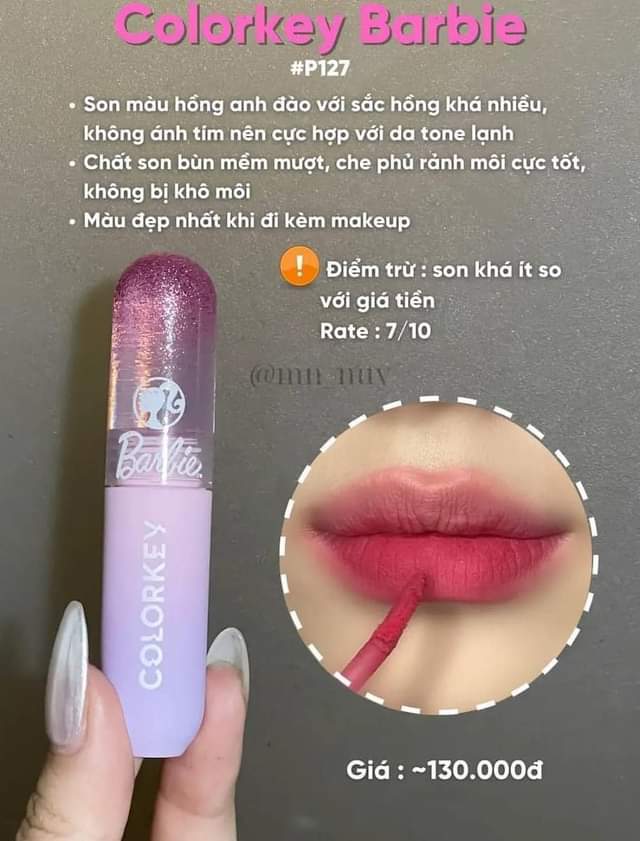 Colorkey Barbie
#P127
• Son màu hồng anh đào với sắc hồng khá nhiều,
không ánh tím nên cực hợp với da tone lạnh
• Chất son bùn mềm mượt, che phủ rảnh môi cực tốt,
không bị khô môi
• Màu đẹp nhất khi đi kèm makeup
! Điểm trừ : son khá ít so
với giá tiền
Rate : 7/10
Barbie
COLORKEY
Giá : ~130.000đ